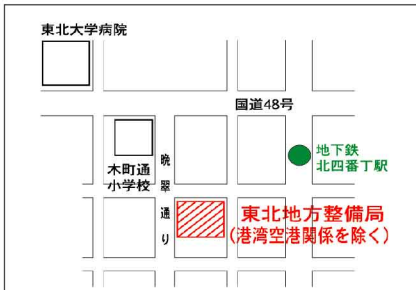 東北大学病院
国道48号
地下鉄
北四番丁駅
木町通
小学校
晩翠通り
東北地方整備局
(港湾空港関係を除く)